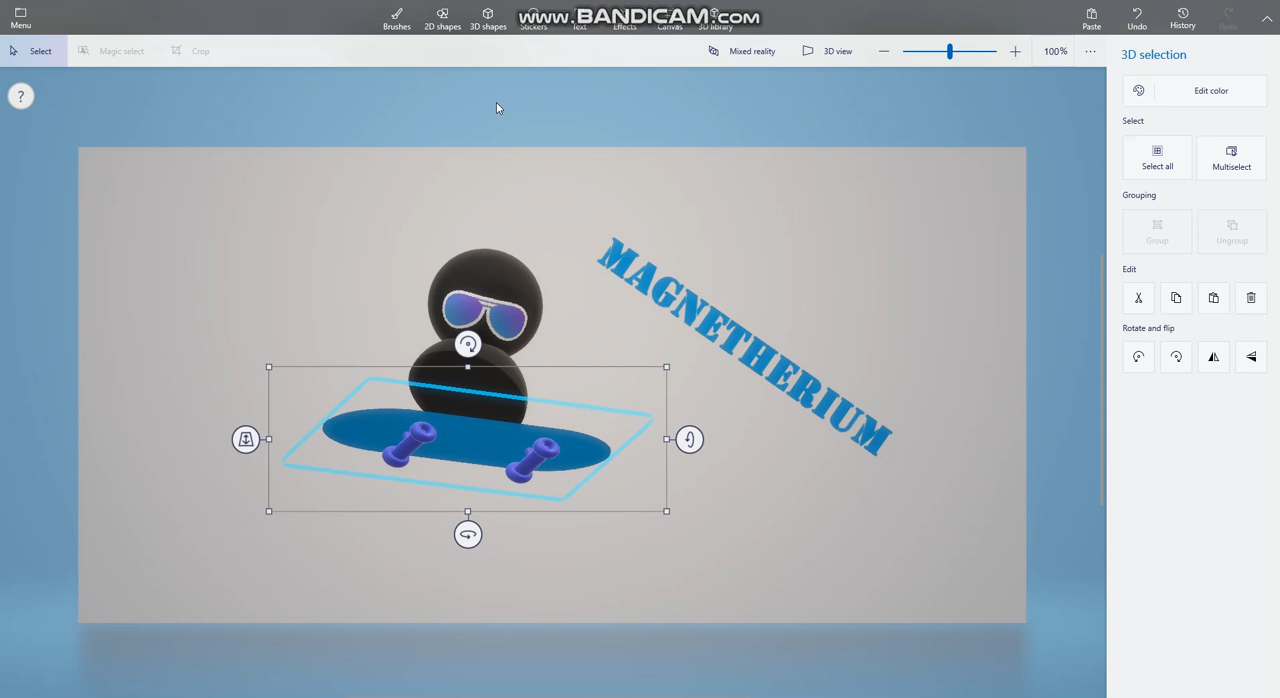 www.BANDICAM.com
Menu
Brushes
2D shapes
3D shapes
Stickers
Text
Effects
Canvas
3D library
Paste
Undo
History
Redo
Select
Magic select
Crop
Mixed reality
3D view
100%
?
MAGNETHERIUM
3D selection
Edit color
Select
Select all
Multiselect
Grouping
Group
Ungroup
Edit
Rotate and flip